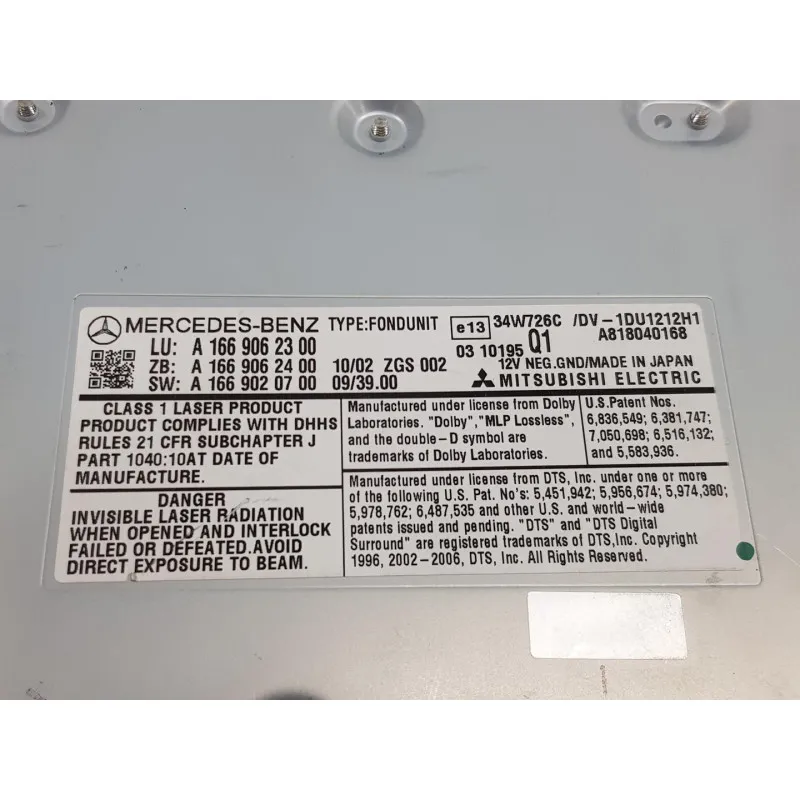 MERCEDES-BENZ TYPE:FONDUNIT e13 34W726C /DV-1DU1212H1
LU: A 166 906 23 00 03 10195 Q1 A818040168
ZB: A 166 906 24 00 10/02 ZGS 002 12V NEG.GND/MADE IN JAPAN
SW: A 166 902 07 00 09/39.00 MITSUBISHI ELECTRIC
CLASS 1 LASER PRODUCT
PRODUCT COMPLIES WITH DHHS
RULES 21 CFR SUBCHAPTER J
PART 1040:10AT DATE OF
MANUFACTURE.
DANGER
INVISIBLE LASER RADIATION
WHEN OPENED AND INTERLOCK
FAILED OR DEFEATED.AVOID
DIRECT EXPOSURE TO BEAM.
Manufactured under license from Dolby
Laboratories. "Dolby","MLP Lossless",
and the double-D symbol are
trademarks of Dolby Laboratories.
U.S.Patent Nos.
6,836,549; 6,381,747;
7,050,698; 6,516,132;
and 5,583,936.
Manufactured under license from DTS, Inc. under one or more
of the following U.S. Pat. No's: 5,451,942; 5,956,674; 5,974,380;
5,978,762; 6,487,535 and other U.S. and world-wide
patents issued and pending. "DTS" and "DTS Digital
Surround" are registered trademarks of DTS,Inc. Copyright
1996, 2002-2006, DTS, Inc. All Rights Reserved.